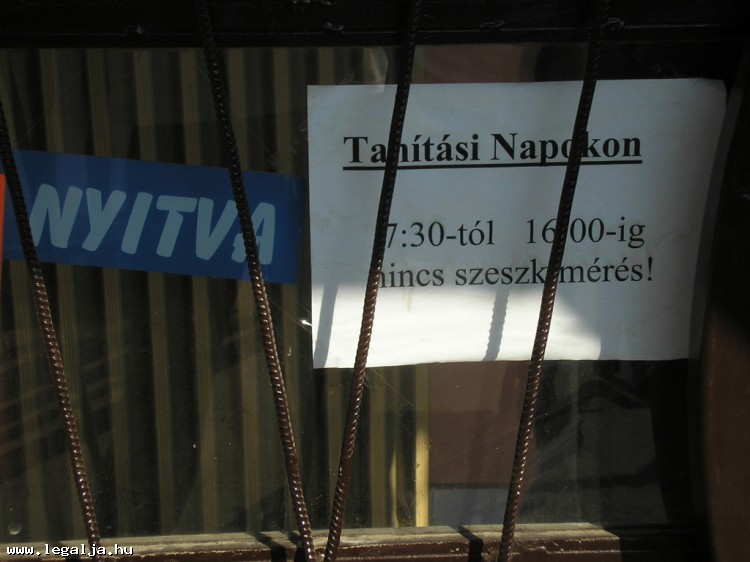 NYITVA
Tanítási Napokon
7:30-tól 16:00-ig
nincs szeszkimérés!
www.legalja.hu